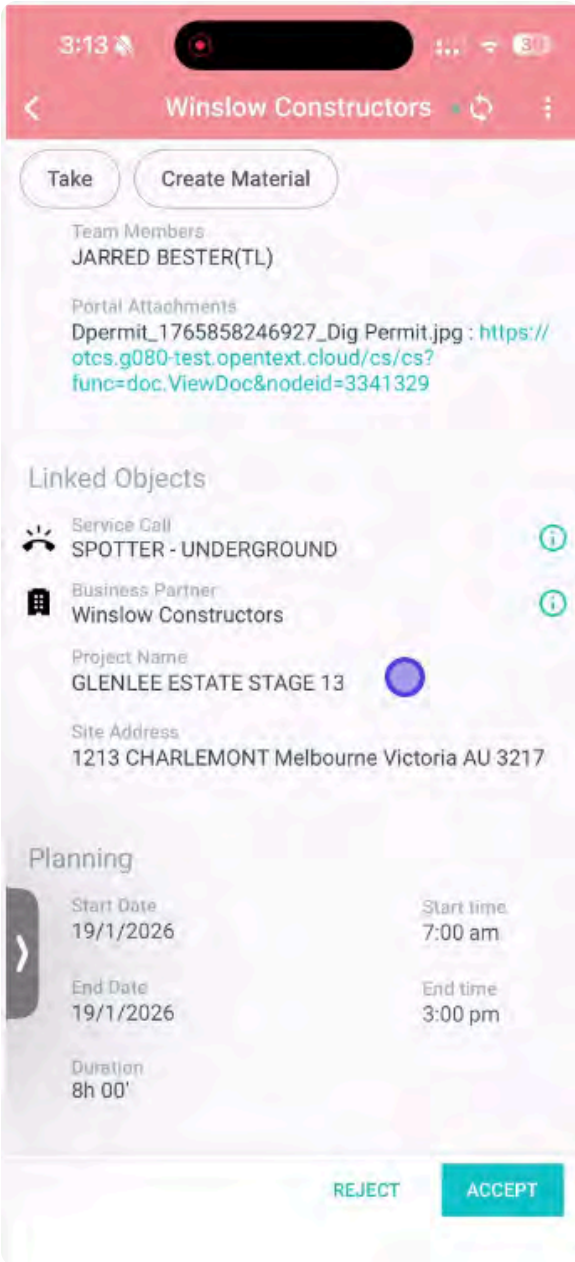 3:13
Winslow Constructors
Take
Create Material
Team Members
JARRED BESTER(TL)
Portal Attachments
Dpermit_1765858246927_Dig Permit.jpg : https://
otcs.g080-test.opentext.cloud/cs/cs?
func=doc.ViewDoc&nodeid=3341329
Linked Objects
Service Call
SPOTTER - UNDERGROUND
Business Partner
Winslow Constructors
Project Name
GLENLEE ESTATE STAGE 13
Site Address
1213 CHARLEMONT Melbourne Victoria AU 3217
Planning
Start Date
Start time
19/1/2026
7:00 am
End Date
End time
19/1/2026
3:00 pm
Duration
8h 00'
REJECT
ACCEPT